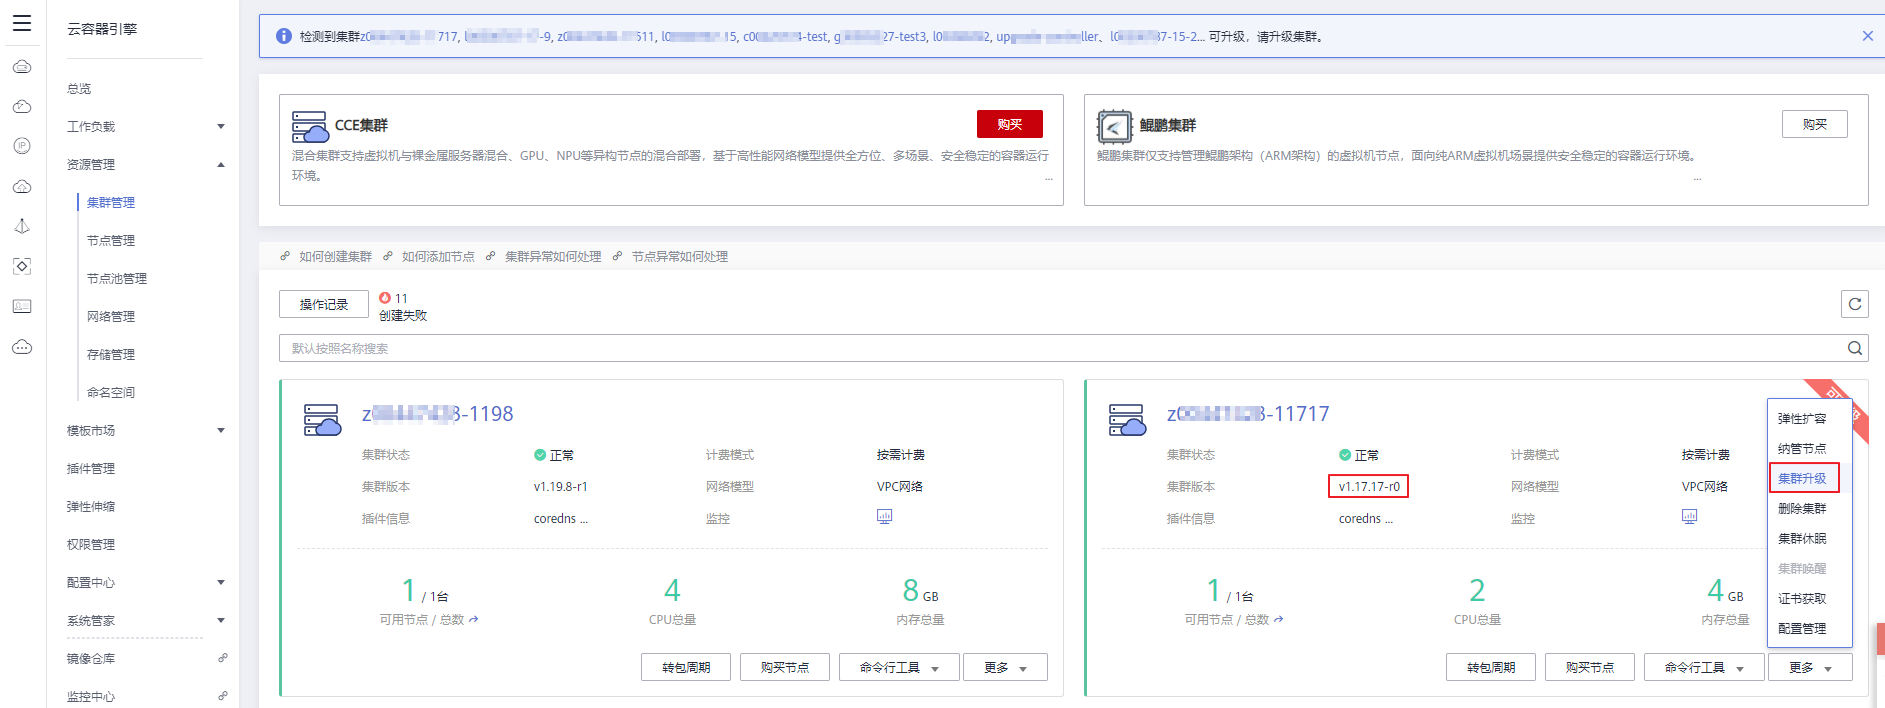 云容器引擎
总览
工作负载
资源管理
集群管理
节点管理
节点池管理
网络管理
存储管理
命名空间
模板市场
插件管理
弹性伸缩
权限管理
配置中心
系统管家
镜像仓库
监控中心
检测到集群z 717, l -9, z 611, l 15, c00 -test, g 27-test3, l0 2, upg ller、l0 37-15-2... 可升级，请升级集群。
CCE集群
购买
混合集群支持虚拟机与裸金属服务器混合、GPU、NPU等异构节点的混合部署，基于高性能网络模型提供全方位、多场景、安全稳定的容器运行
环境。
...
鲲鹏集群
购买
鲲鹏集群仅支持管理鲲鹏架构（ARM架构）的虚拟机节点，面向纯ARM虚拟机场景提供安全稳定的容器运行环境。
...
如何创建集群 如何添加节点 集群异常如何处理 节点异常如何处理
操作记录
11
创建失败
默认按照名称搜索
z 8-1198
集群状态 正常 计费模式 按需计费
集群版本 v1.19.8-r1 网络模型 VPC网络
插件信息 coredns ... 监控
1 / 1台 4 8 GB
可用节点 / 总数 CPU总量 内存总量
转包周期 购买节点 命令行工具 更多
z 8-11717
集群状态 正常 计费模式 按需计费
集群版本 v1.17.17-r0 网络模型 VPC网络
插件信息 coredns ... 监控
1 / 1台 2 4 GB
可用节点 / 总数 CPU总量 内存总量
转包周期 购买节点 命令行工具 更多
弹性扩容
纳管节点
集群升级
删除集群
集群休眠
集群唤醒
证书获取
配置管理